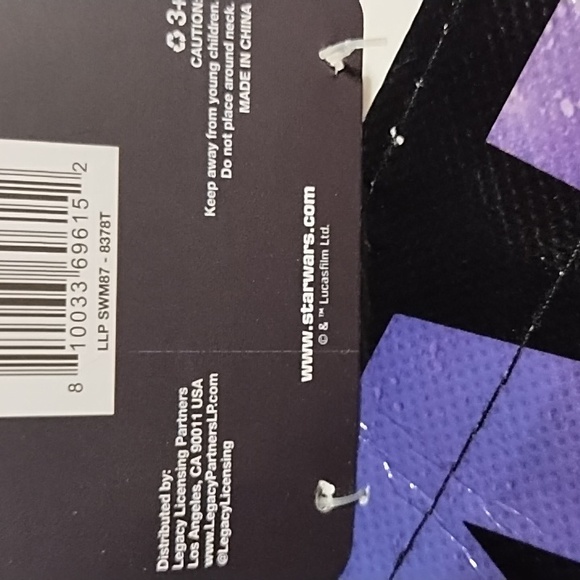 8 10033 69615 2
LLP SWM87 - 8378T
Distributed by:
Legacy Licensing Partners
Los Angeles, CA 90011 USA
www.LegacyPartnersLP.com
@LegacyLicensing
3+
CAUTION:
Keep away from young children.
Do not place around neck.
MADE IN CHINA
www.starwars.com
© & ™ Lucasfilm Ltd.